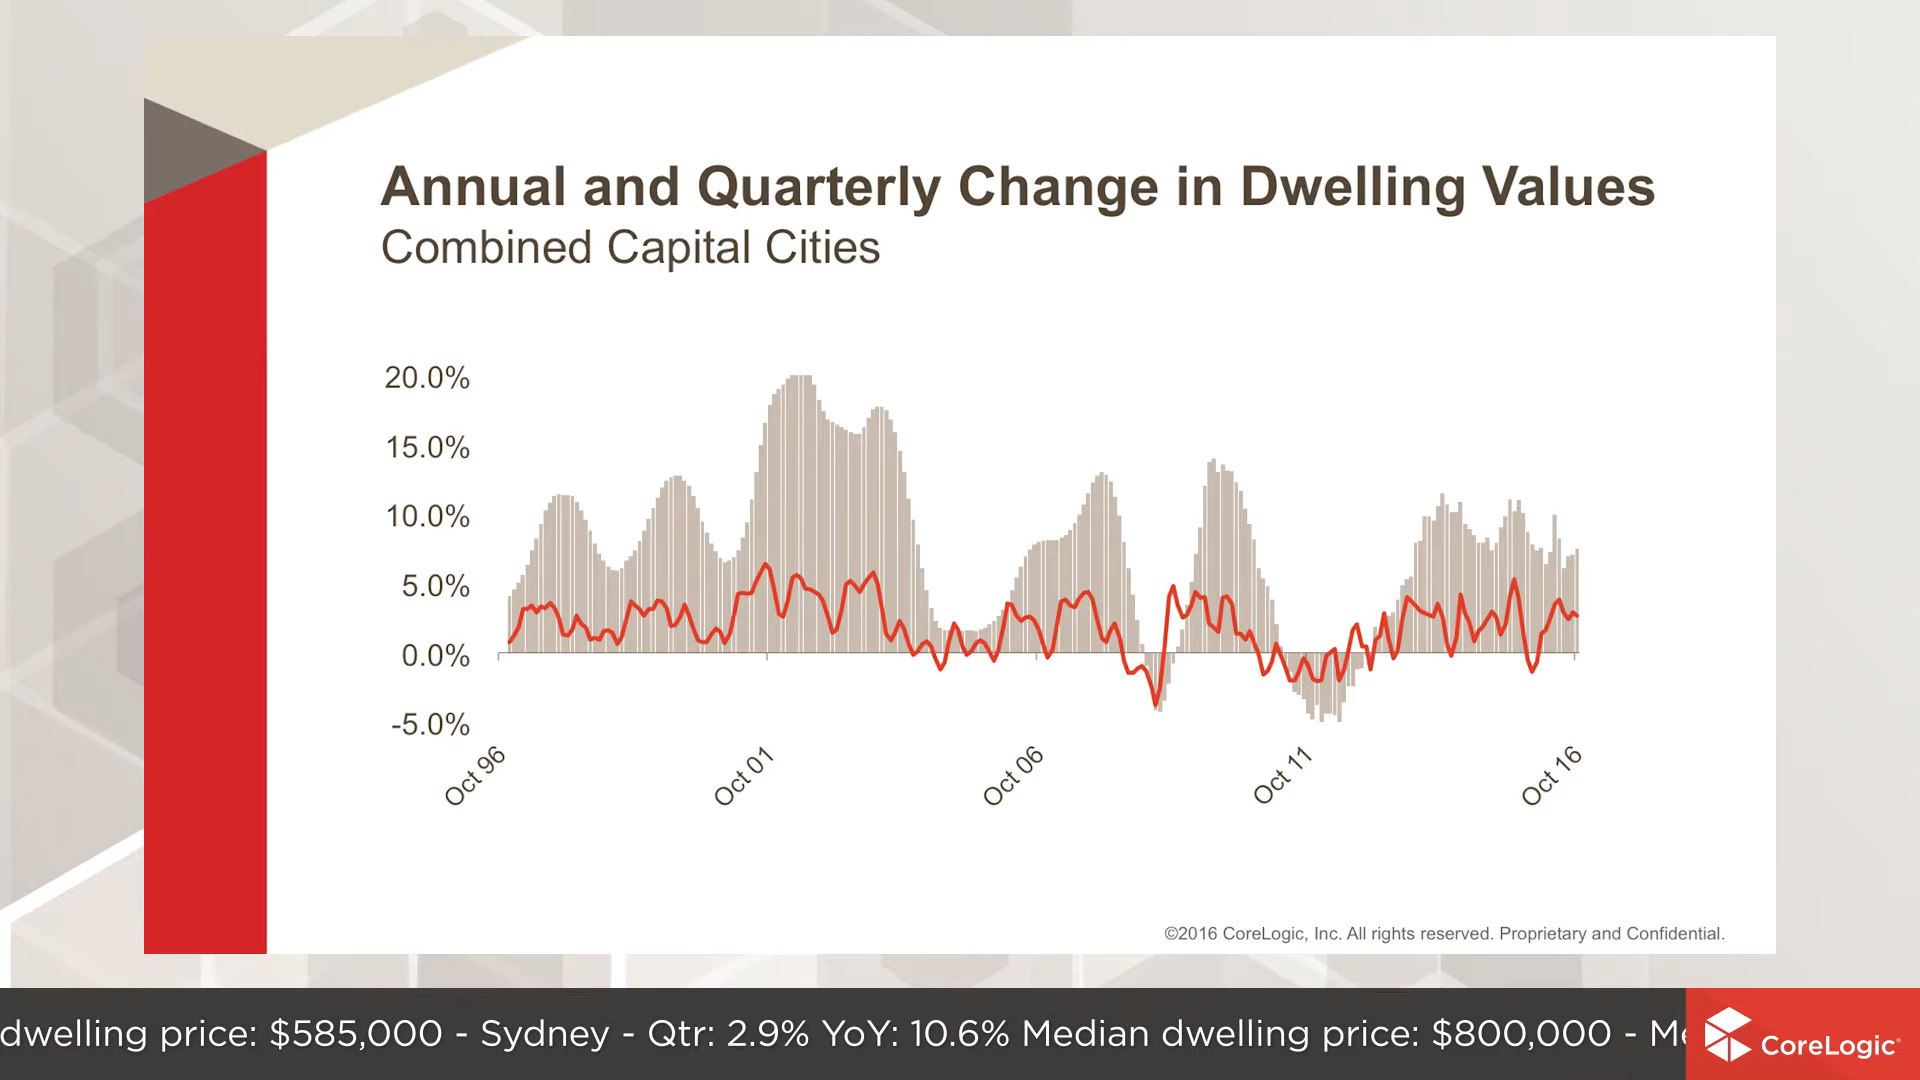 Annual and Quarterly Change in Dwelling Values
Combined Capital Cities
20.0%
15.0%
10.0%
5.0%
0.0%
-5.0%
Oct 96
Oct 01
Oct 06
Oct 11
Oct 16
©2016 CoreLogic, Inc. All rights reserved. Proprietary and Confidential.
dwelling price: $585,000 - Sydney - Qtr: 2.9% YoY: 10.6% Median dwelling price: $800,000 -
CoreLogic